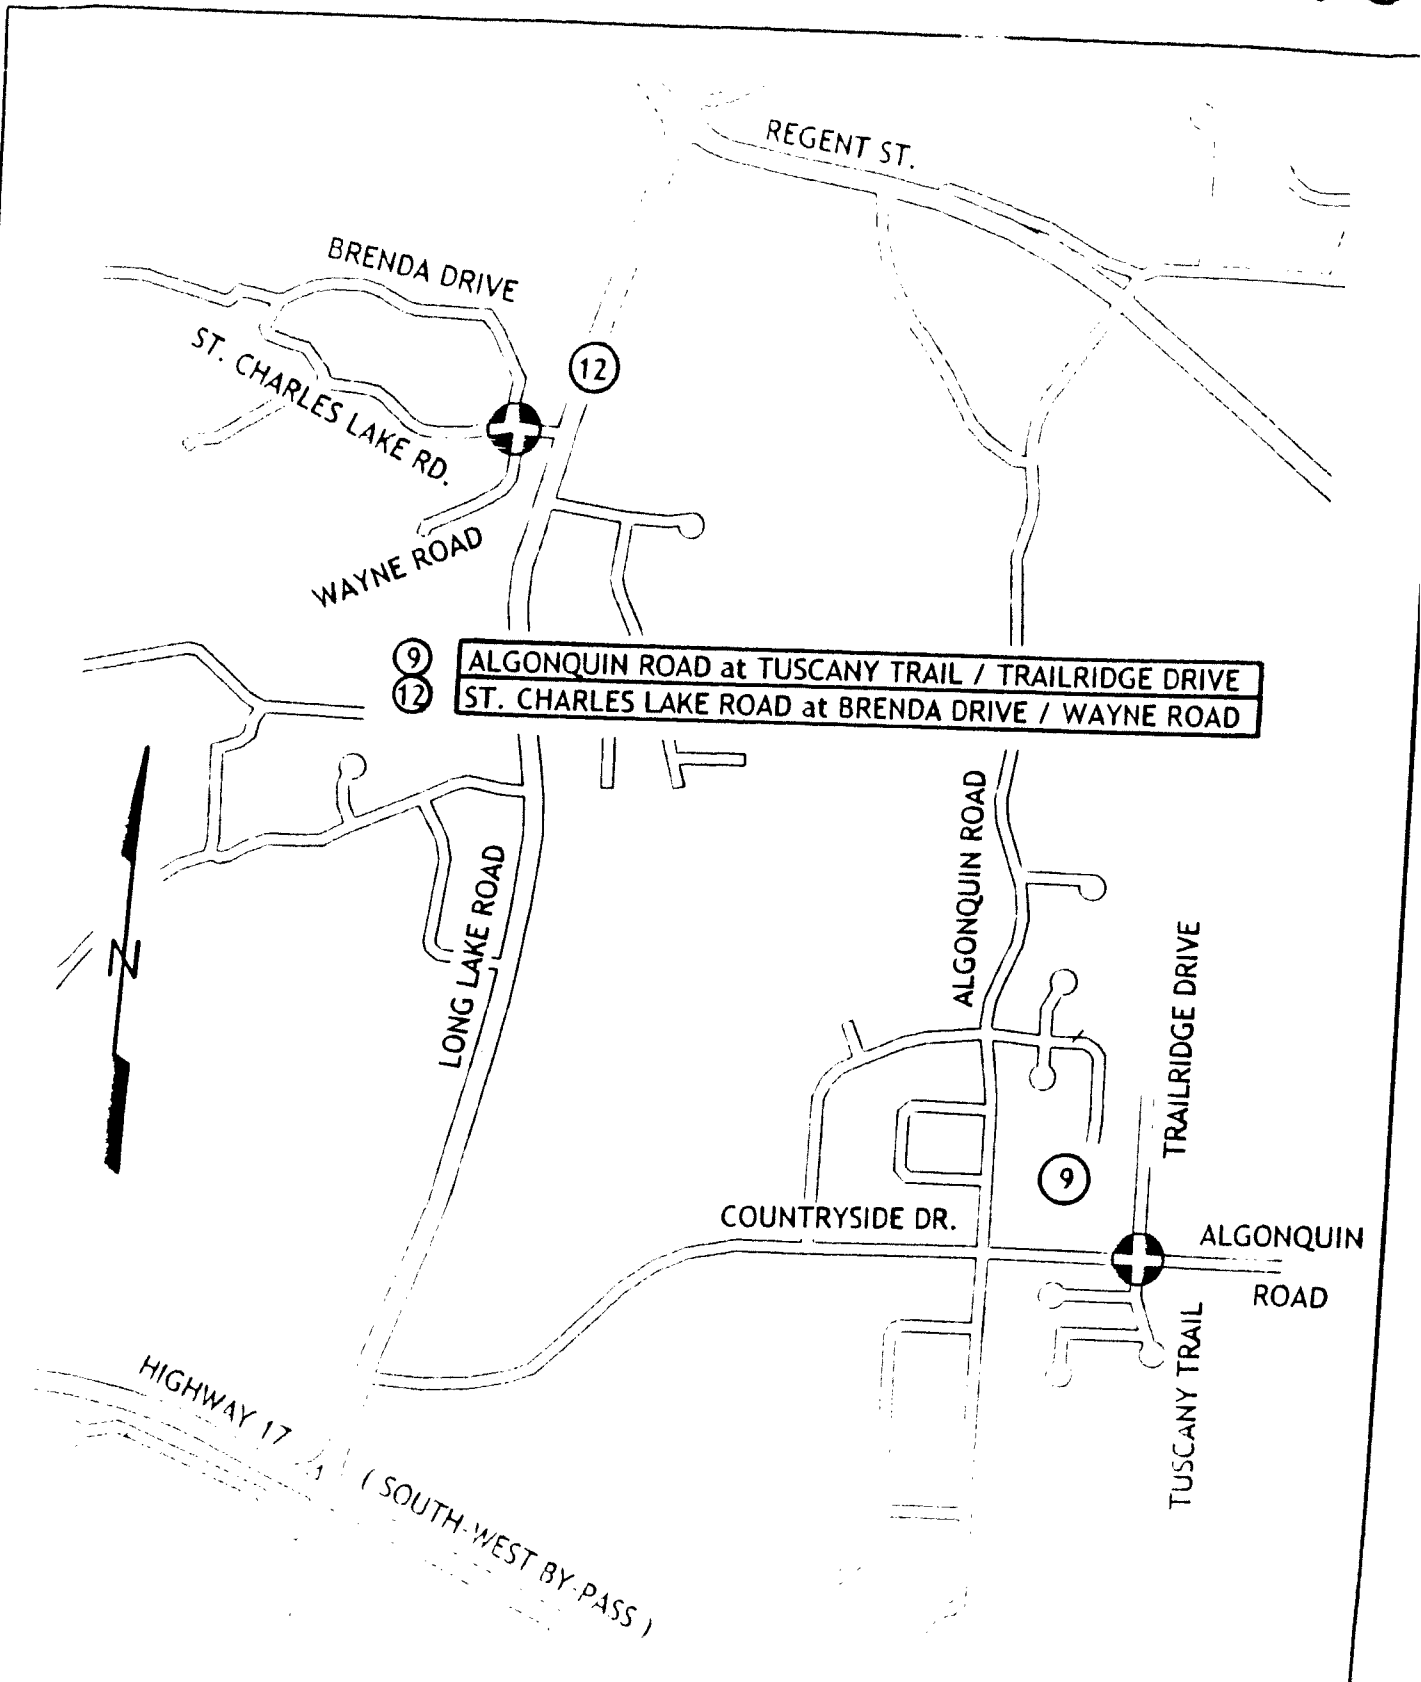 REGENT ST.
BRENDA DRIVE
ST. CHARLES LAKE RD.
12
WAYNE ROAD
9 ALGONQUIN ROAD at TUSCANY TRAIL / TRAILRIDGE DRIVE
12 ST. CHARLES LAKE ROAD at BRENDA DRIVE / WAYNE ROAD
N
LONG LAKE ROAD
ALGONQUIN ROAD
TRAILRIDGE DRIVE
9
COUNTRYSIDE DR.
ALGONQUIN
ROAD
TUSCANY TRAIL
HIGHWAY 17
( SOUTH-WEST BY-PASS )